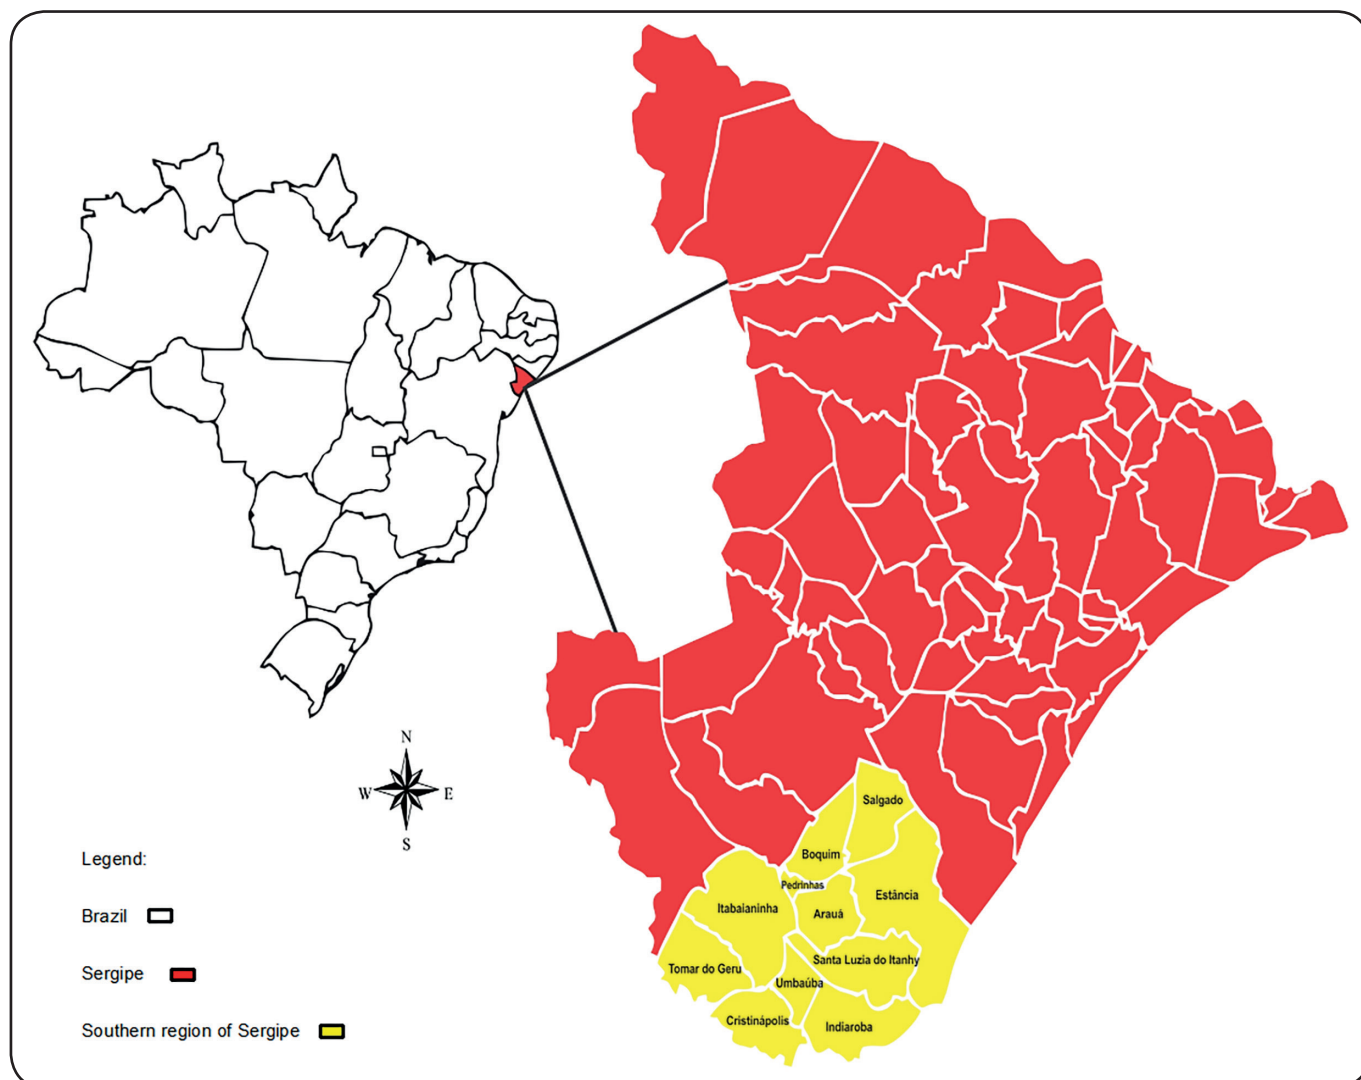 N
W
E
S
Legend:
Brazil
Sergipe
Southern region of Sergipe
Salgado
Boquim
Pedrinhas
Estância
Itabaianinha
Arauá
Santa Luzia do Itanhy
Tomar do Geru
Umbaúba
Cristinápolis
Indiaroba